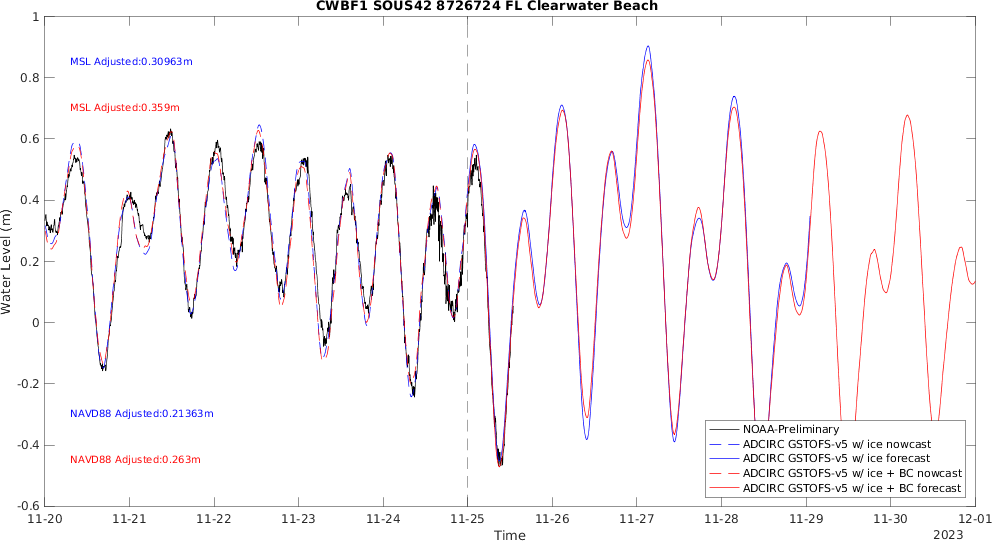 CWBF1 SOUS42 8726724 FL Clearwater Beach
1
0.8
0.6
0.4
0.2
0
-0.2
-0.4
-0.6
Water Level (m)
MSL Adjusted:0.30963m
MSL Adjusted:0.359m
NAVD88 Adjusted:0.21363m
NAVD88 Adjusted:0.263m
NOAA-Preliminary
ADCIRC GSTOFS-v5 w/ ice nowcast
ADCIRC GSTOFS-v5 w/ ice forecast
ADCIRC GSTOFS-v5 w/ ice + BC nowcast
ADCIRC GSTOFS-v5 w/ ice + BC forecast
11-20 11-21 11-22 11-23 11-24 11-25 11-26 11-27 11-28 11-29 11-30 12-01
Time
2023